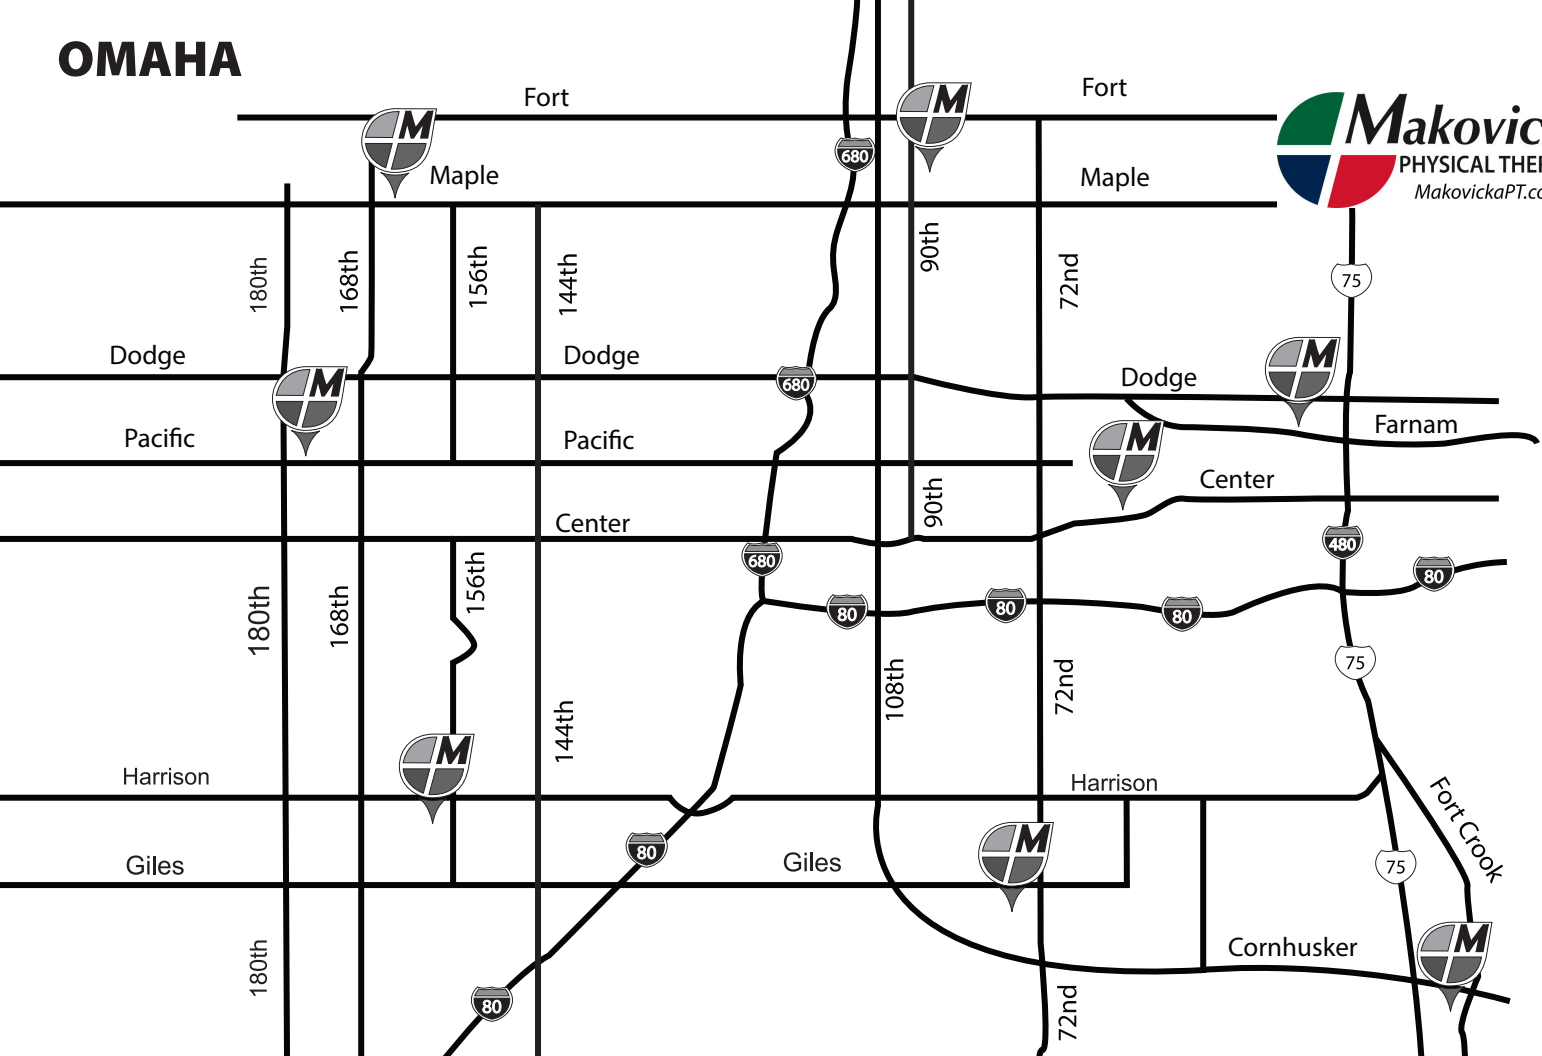 OMAHA
Fort
Fort
M
M
Makovic
PHYSICAL THE
MakovickaPT.co
680
Maple
Maple
180th
168th
156th
144th
90th
72nd
75
Dodge
Dodge
680
Dodge
M
M
Pacific
Pacific
Farnam
M
Center
Center
90th
680
480
156th
180th
168th
80
80
80
80
108th
72nd
75
144th
M
Harrison
Harrison
Fort Crook
80
M
75
Giles
Giles
180th
Cornhusker
M
80
72nd